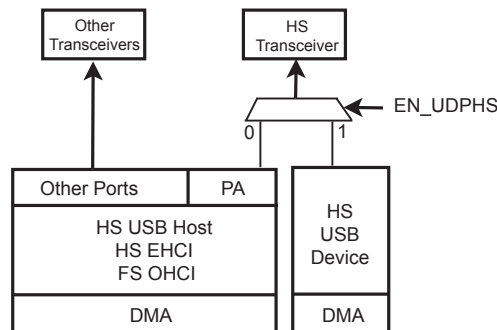 Other
Transceivers
HS
Transceiver
EN_UDPHS
0
1
Other Ports
PA
HS USB Host
HS EHCI
FS OHCI
DMA
HS
USB
Device
DMA